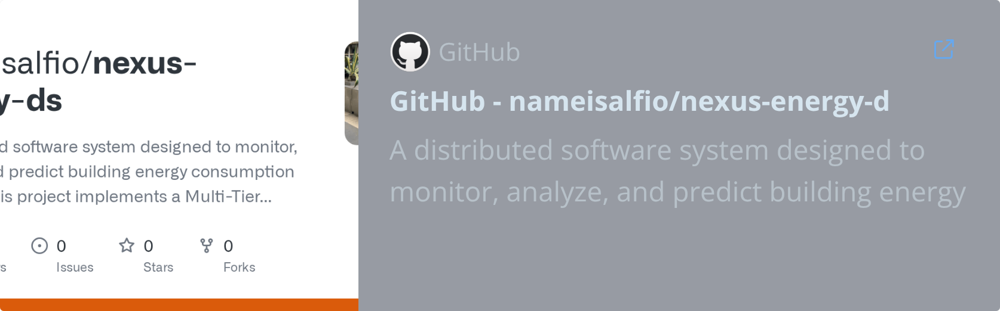 salfio/nexus-
y-ds
d software system designed to monitor,
d predict building energy consumption
is project implements a Multi-Tier...
0
Issues
0
Stars
0
Forks
GitHub
GitHub - nameisalfio/nexus-energy-d
A distributed software system designed to
monitor, analyze, and predict building energy